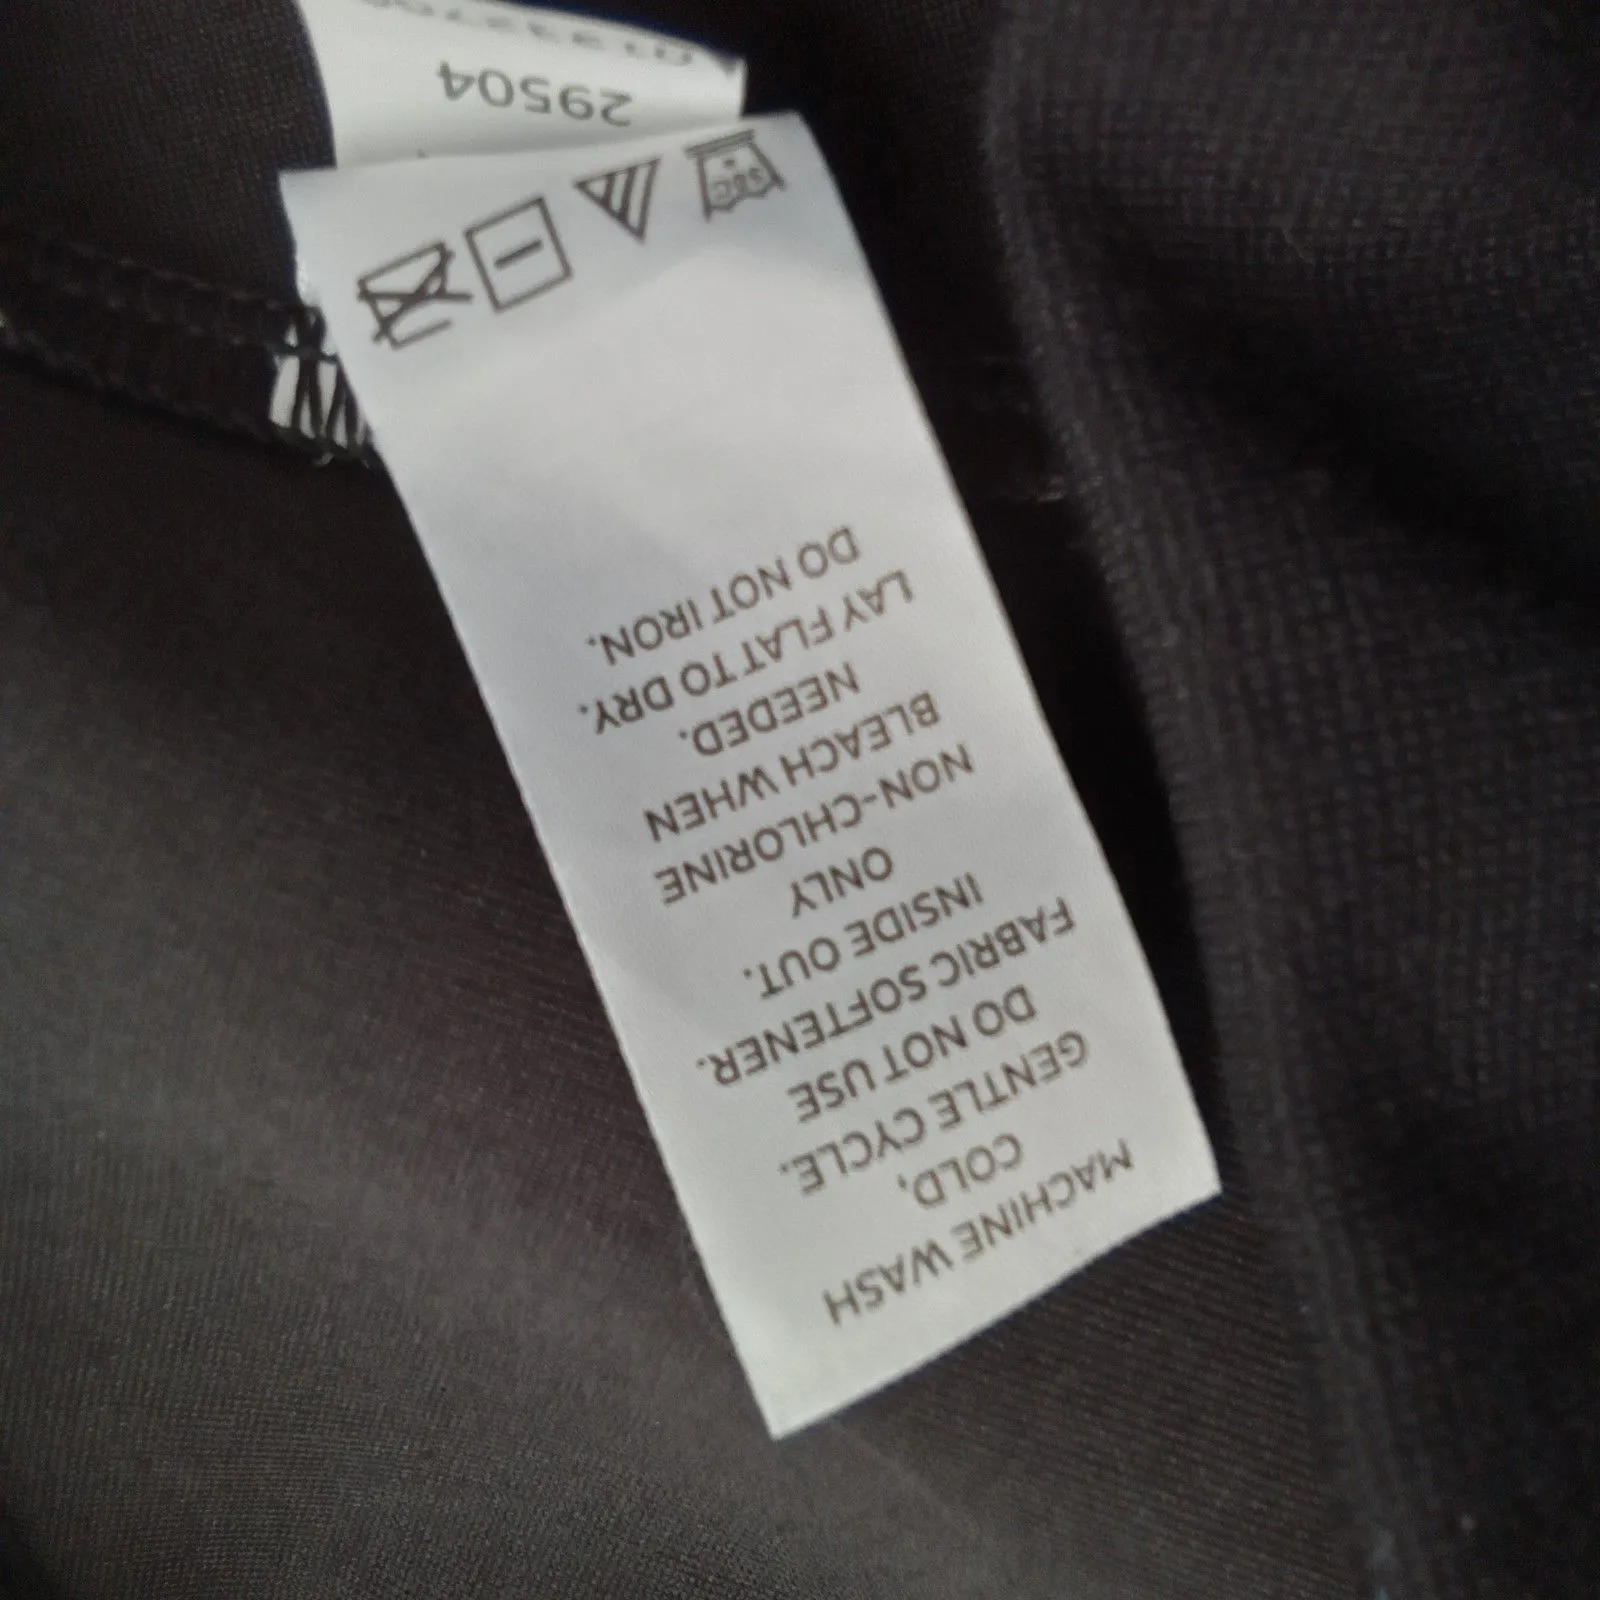 MACHINE WASH
COLD,
GENTLE CYCLE.
DO NOT USE
FABRIC SOFTENER.
INSIDE OUT.
ONLY
NON-CHLORINE
BLEACH WHEN
NEEDED.
LAY FLAT TO DRY.
DO NOT IRON.
29504